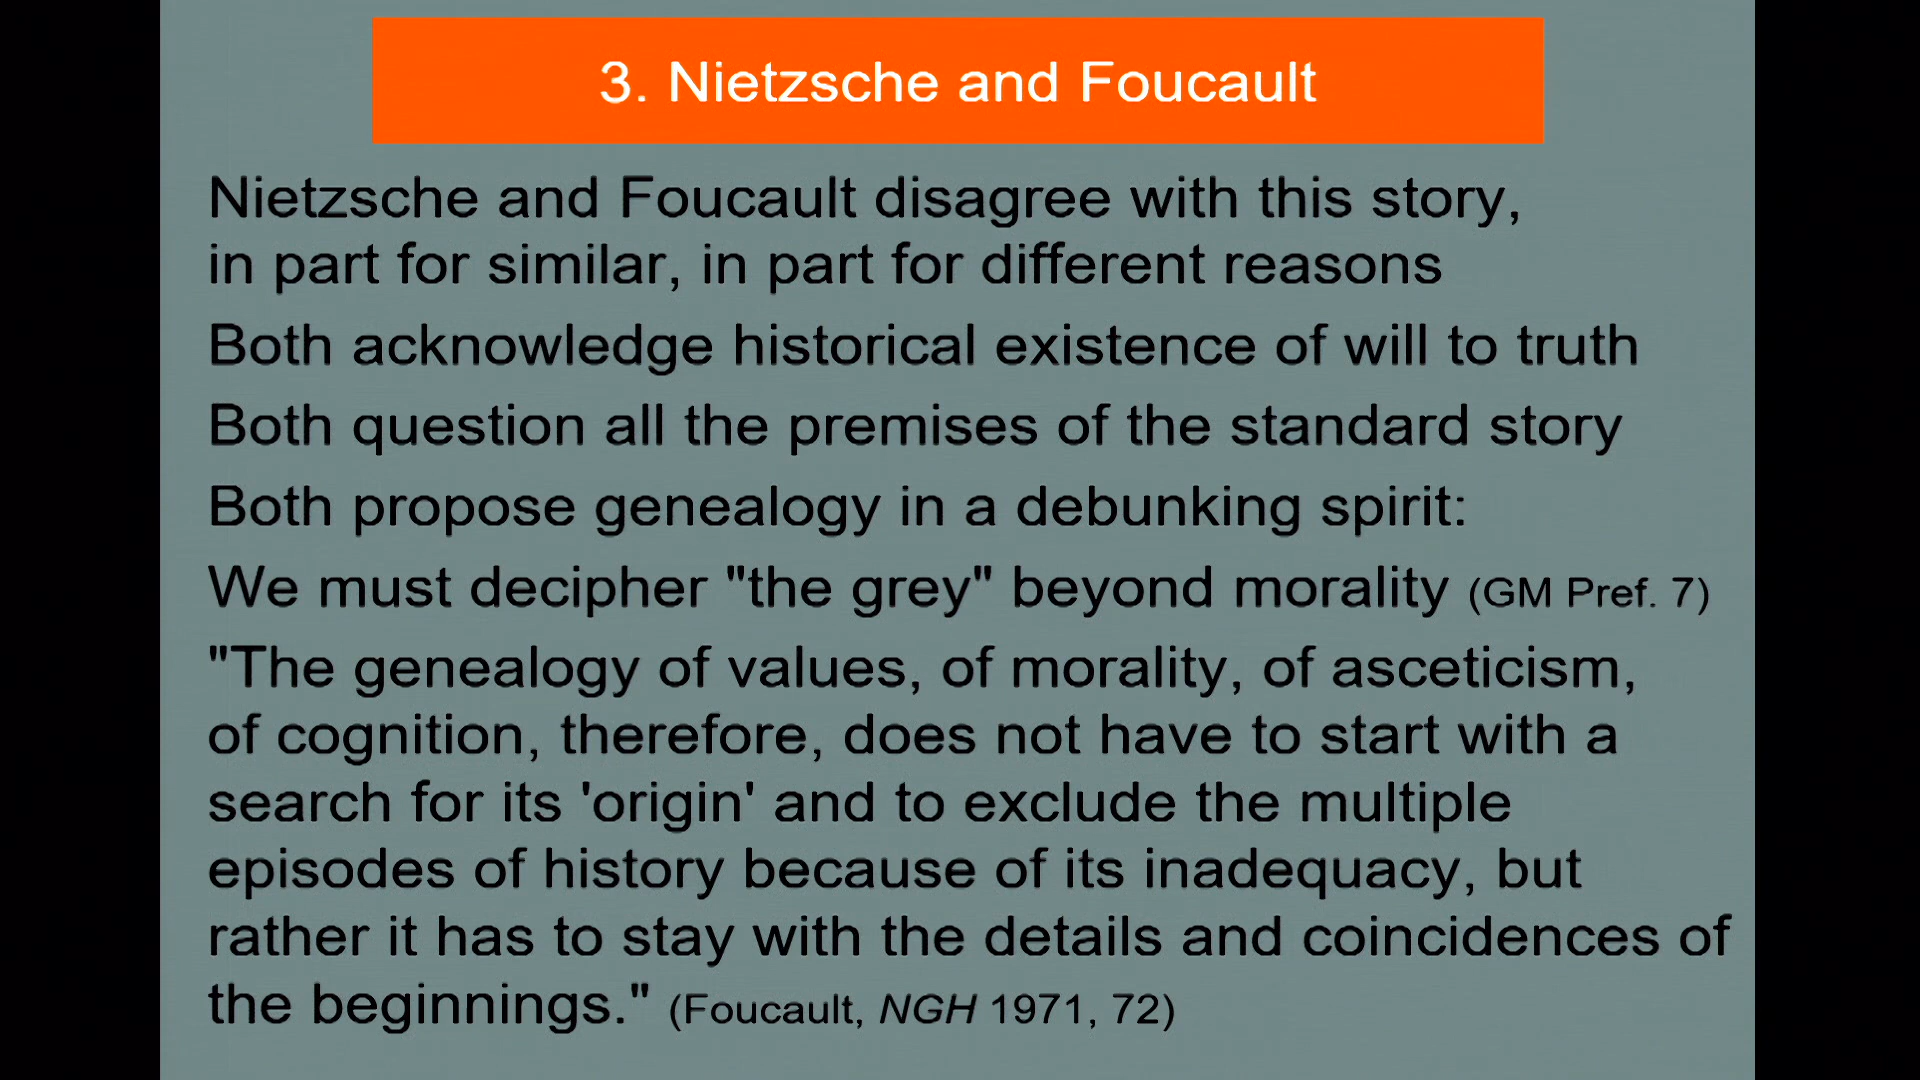 3. Nietzsche and Foucault
Nietzsche and Foucault disagree with this story,
in part for similar, in part for different reasons
Both acknowledge historical existence of will to truth
Both question all the premises of the standard story
Both propose genealogy in a debunking spirit:
We must decipher "the grey" beyond morality (GM Pref. 7)
"The genealogy of values, of morality, of asceticism,
of cognition, therefore, does not have to start with a
search for its 'origin' and to exclude the multiple
episodes of history because of its inadequacy, but
rather it has to stay with the details and coincidences of
the beginnings." (Foucault, NGH 1971, 72)